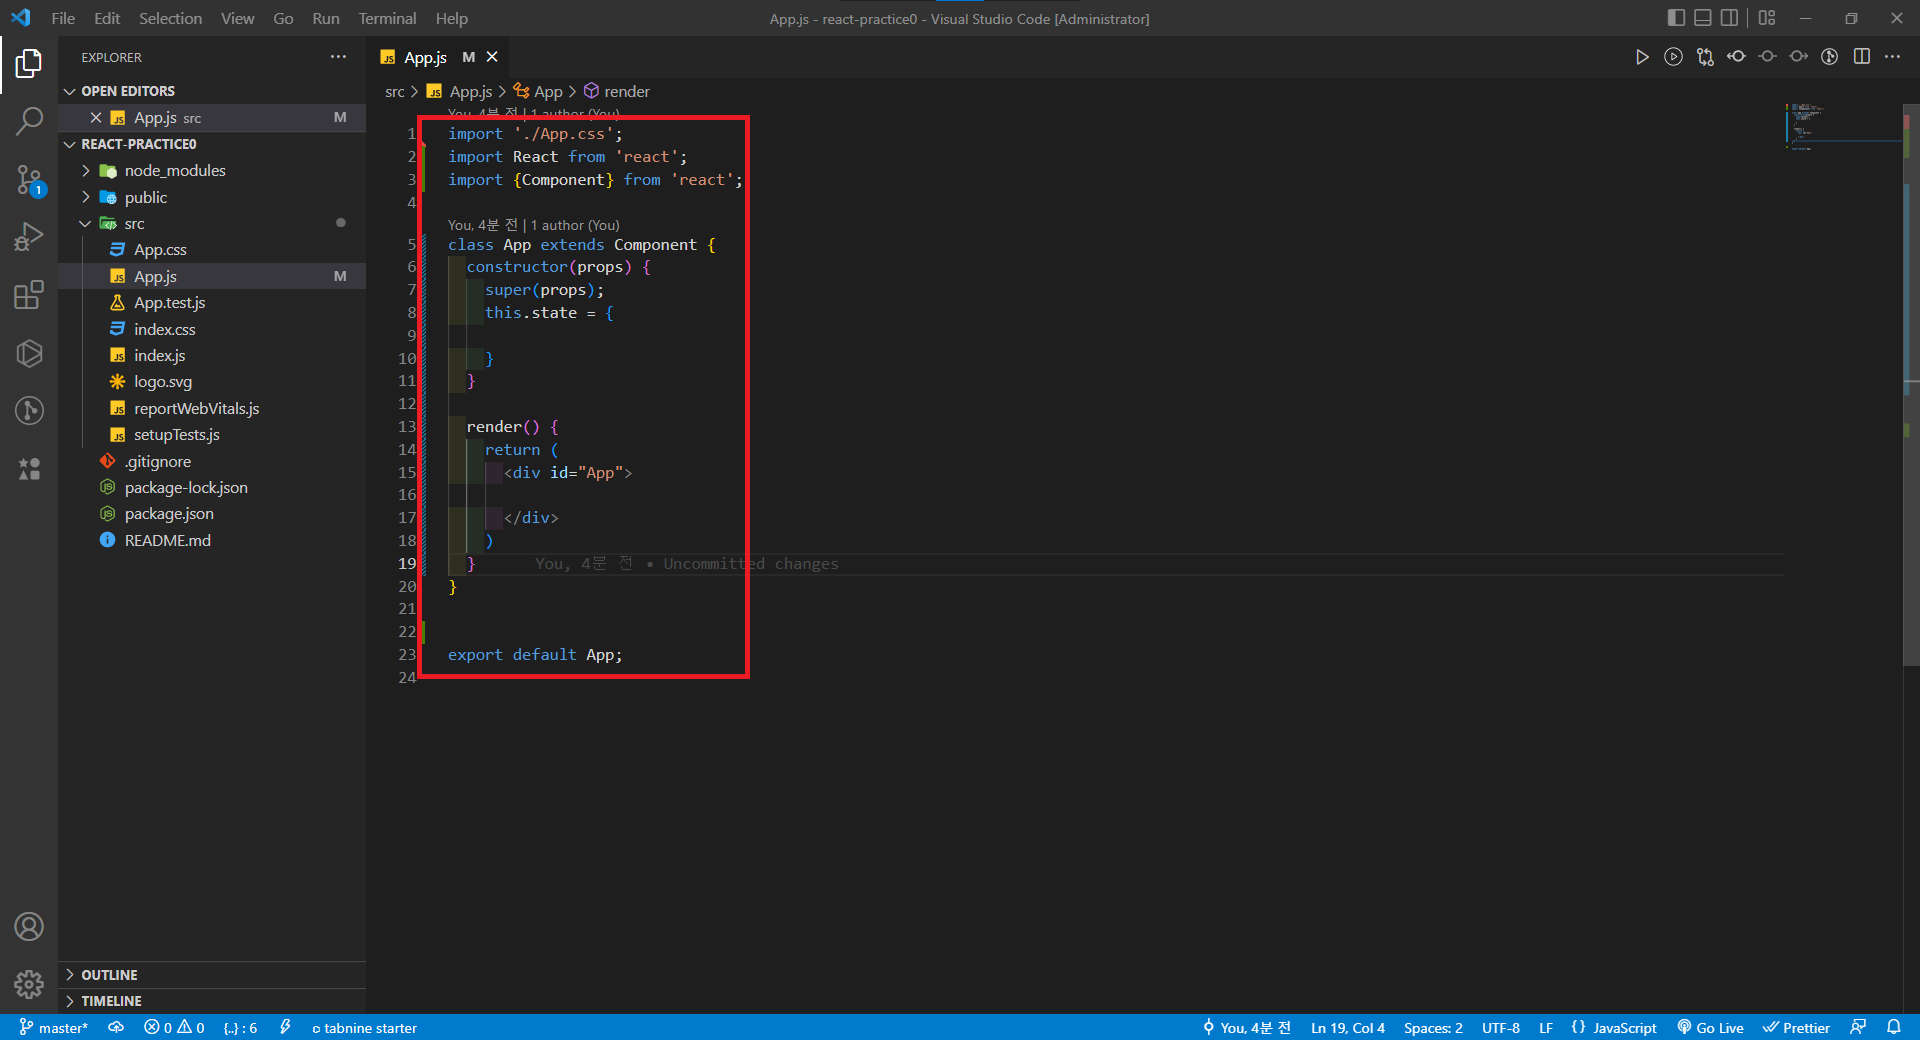 File Edit Selection View Go Run Terminal Help
App.js - react-practice0 - Visual Studio Code [Administrator]
EXPLORER
OPEN EDITORS
App.js src M
REACT-PRACTICE0
node_modules
public
src
App.css
App.js M
App.test.js
index.css
index.js
logo.svg
reportWebVitals.js
setupTests.js
.gitignore
package-lock.json
package.json
README.md
OUTLINE
TIMELINE
1
App.js M
src > App.js > App > render
You, 4분 전 | 1 author (You)
1 import './App.css';
2 import React from 'react';
3 import {Component} from 'react';
4
You, 4분 전 | 1 author (You)
5 class App extends Component {
6 constructor(props) {
7 super(props);
8 this.state = {
9
10 }
11 }
12
13 render() {
14 return (
15 <div id="App">
16
17 </div>
18 )
19 } You, 4분 전 • Uncommitted changes
20 }
21
22
23 export default App;
24
master* 0 0 {..} : 6 tabnine starter
You, 4분 전 Ln 19, Col 4 Spaces: 2 UTF-8 LF {} JavaScript Go Live Prettier